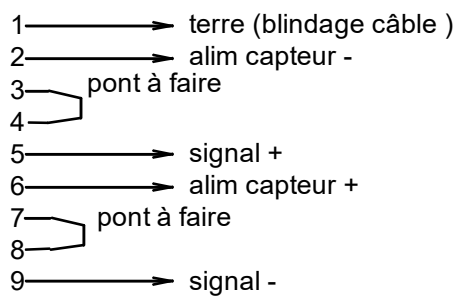 1 terre (blindage câble )
2 alim capteur -
3 pont à faire
4
5 signal +
6 alim capteur +
7 pont à faire
8
9 signal -